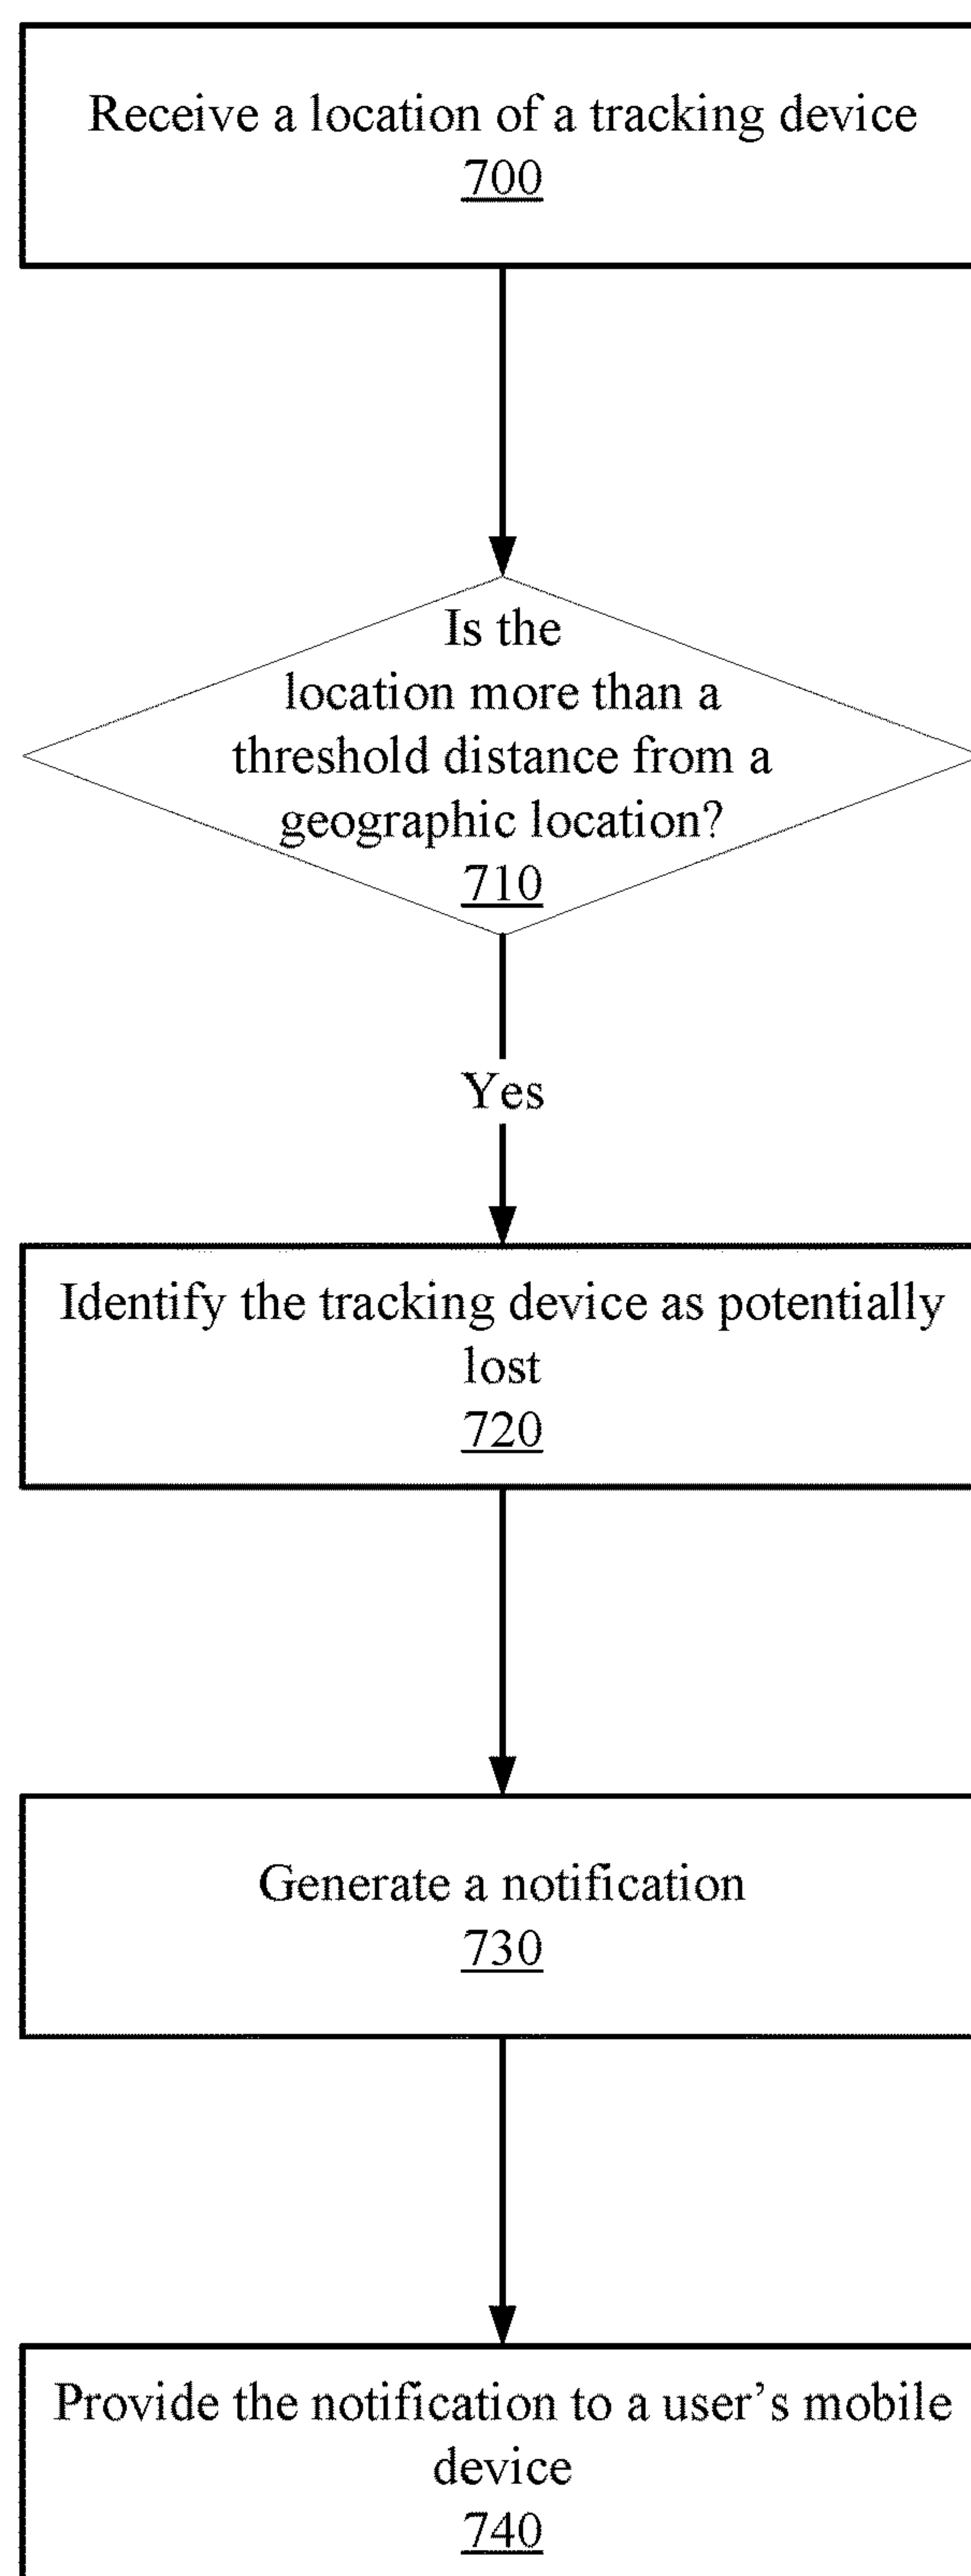 Receive a location of a tracking device
700
Is the
location more than a
threshold distance from a
geographic location?
710
Yes
Identify the tracking device as potentially
lost
720
Generate a notification
730
Provide the notification to a user's mobile
device
740